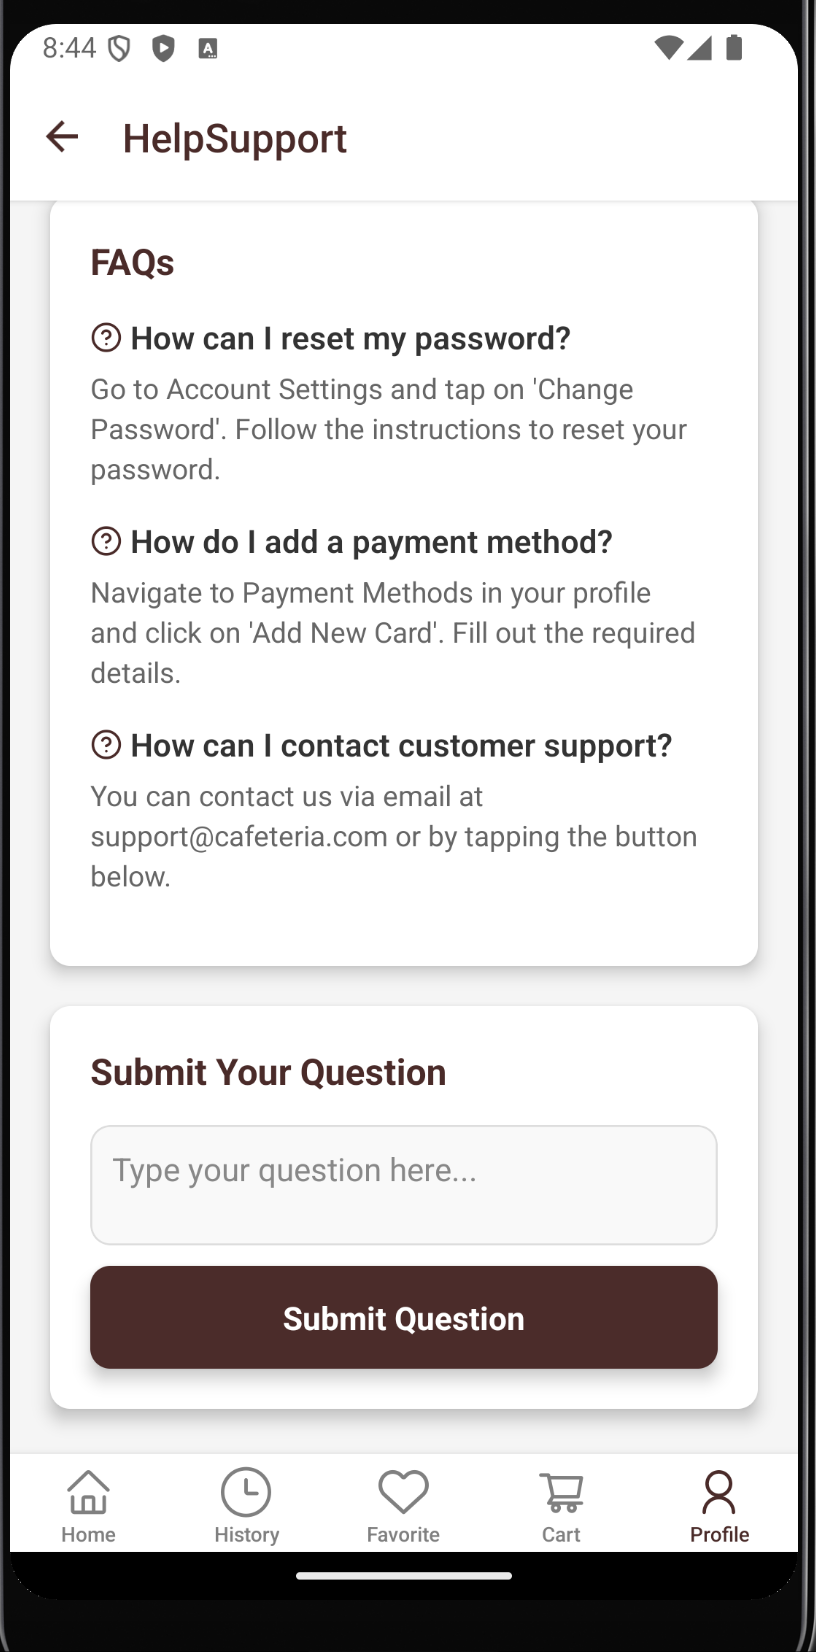 8:44
HelpSupport
FAQs
How can I reset my password?
Go to Account Settings and tap on 'Change
Password'. Follow the instructions to reset your
password.
How do I add a payment method?
Navigate to Payment Methods in your profile
and click on 'Add New Card'. Fill out the required
details.
How can I contact customer support?
You can contact us via email at
support@cafeteria.com or by tapping the button
below.
Submit Your Question
Type your question here...
Submit Question
Home History Favorite Cart Profile